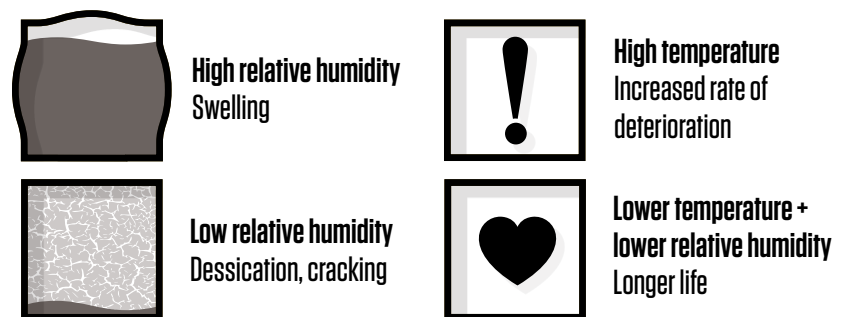 High relative humidity
Swelling
High temperature
Increased rate of
deterioration
Low relative humidity
Dessication, cracking
Lower temperature +
lower relative humidity
Longer life